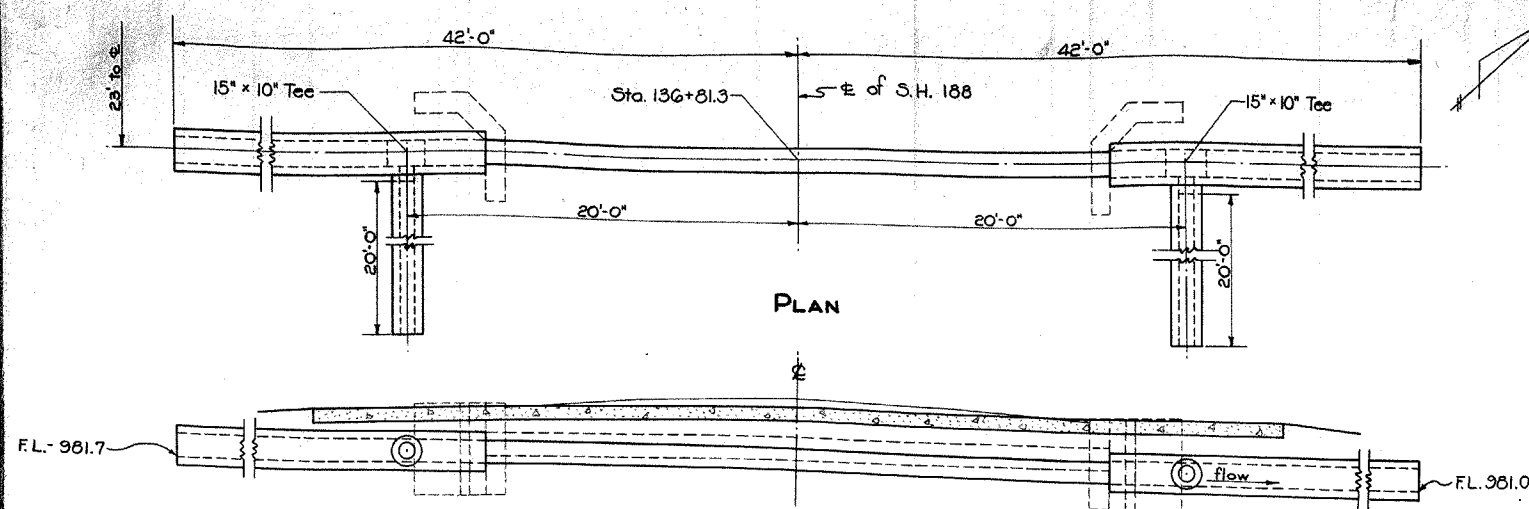 42'-0"
42'-0"
23' to ℄
15" × 10" Tee
Sta. 136+81.3
℄ of S.H. 188
15" × 10" Tee
20'-0"
20'-0"
20'-0"
20'-0"
PLAN
℄
F.L.- 981.7
flow
F.L. 981.0